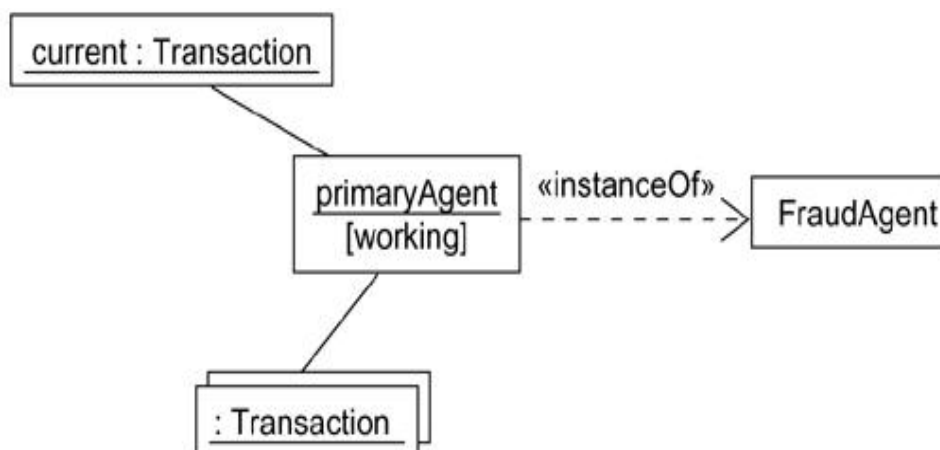 current : Transaction
primaryAgent
[working]
«instanceOf»
FraudAgent
: Transaction